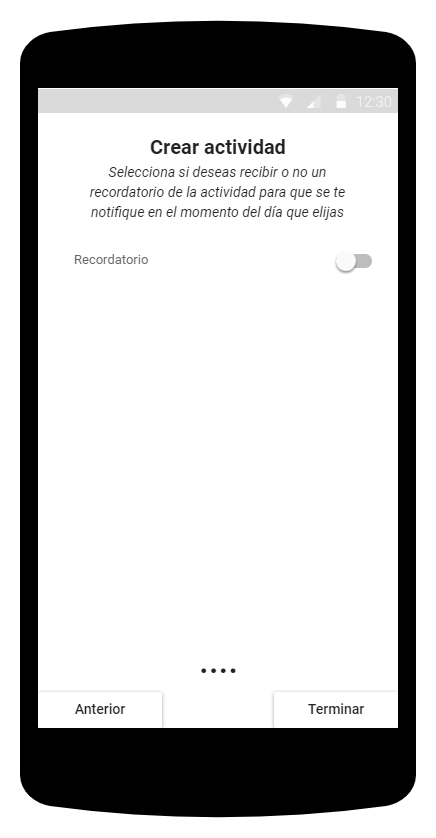 12:30
Crear actividad
Selecciona si deseas recibir o no un
recordatorio de la actividad para que se te
notifique en el momento del día que elijas
Recordatorio
Anterior
Terminar